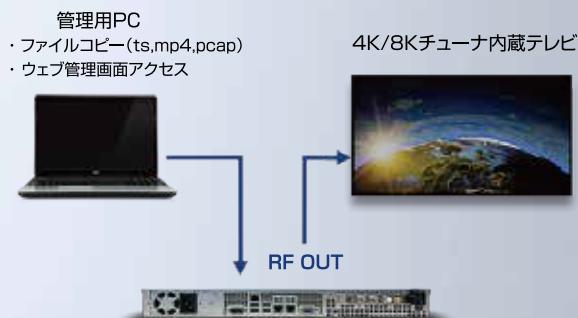 管理用PC
・ファイルコピー(ts,mp4,pcap)
・ウェブ管理画面アクセス
4K/8Kチューナ内蔵テレビ
RF OUT